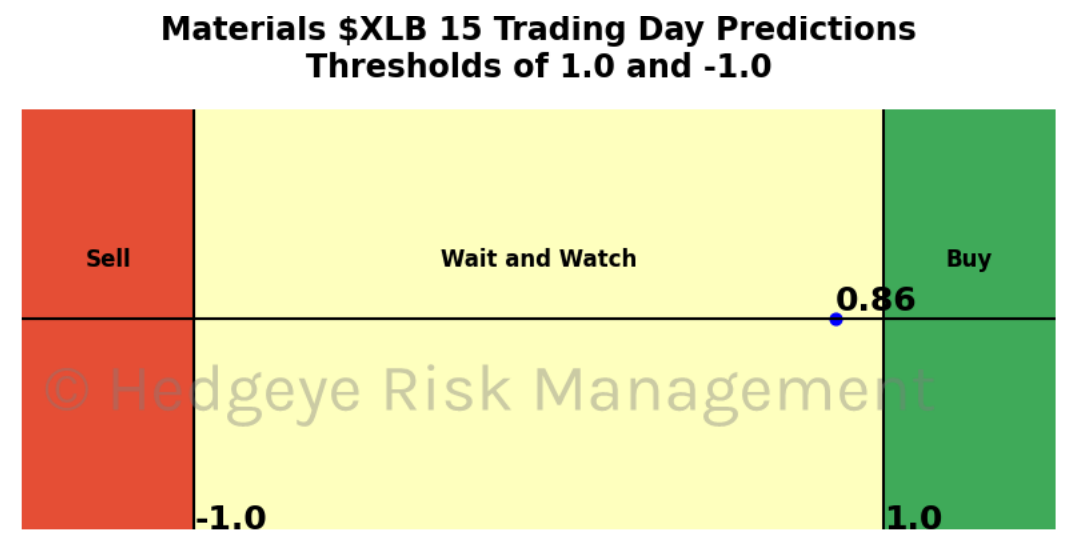 Materials $XLB 15 Trading Day Predictions
Thresholds of 1.0 and -1.0
Sell
Wait and Watch
Buy
0.86
© Hedgeye Risk Management
-1.0
1.0